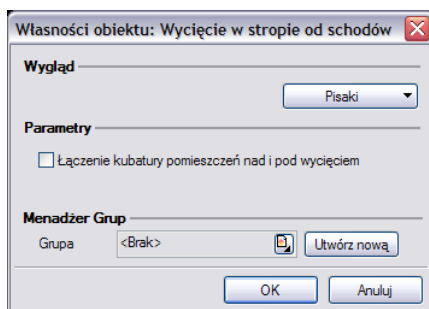 Własności obiektu: Wycięcie w stropie od schodów
Wygląd
Pisaki
Parametry
Łączenie kubatury pomieszczeń nad i pod wycięciem
Menadżer Grup
Grupa <Brak> Utwórz nową
OK Anuluj